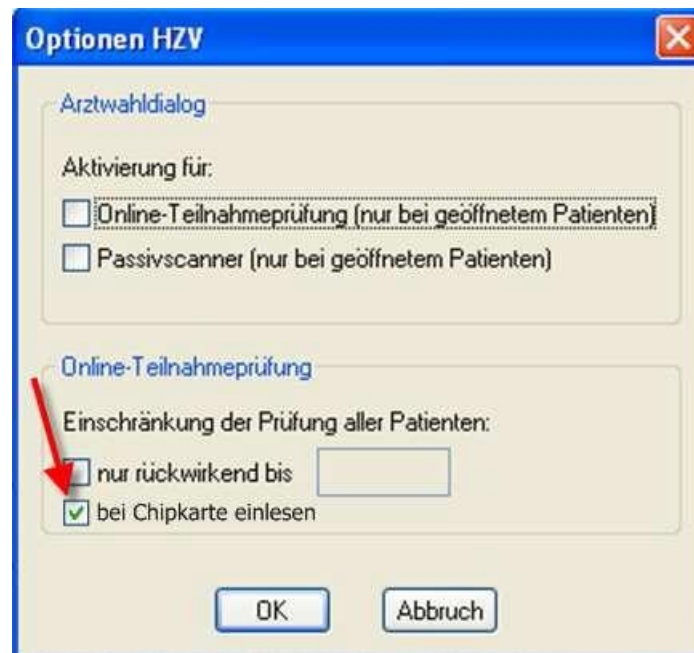 Optionen HZV
Arztwahldialog
Aktivierung für:
Online-Teilnahmeprüfung (nur bei geöffnetem Patienten)
Passivscanner (nur bei geöffnetem Patienten)
Online-Teilnahmeprüfung
Einschränkung der Prüfung aller Patienten:
nur rückwirkend bis
bei Chipkarte einlesen
OK Abbruch